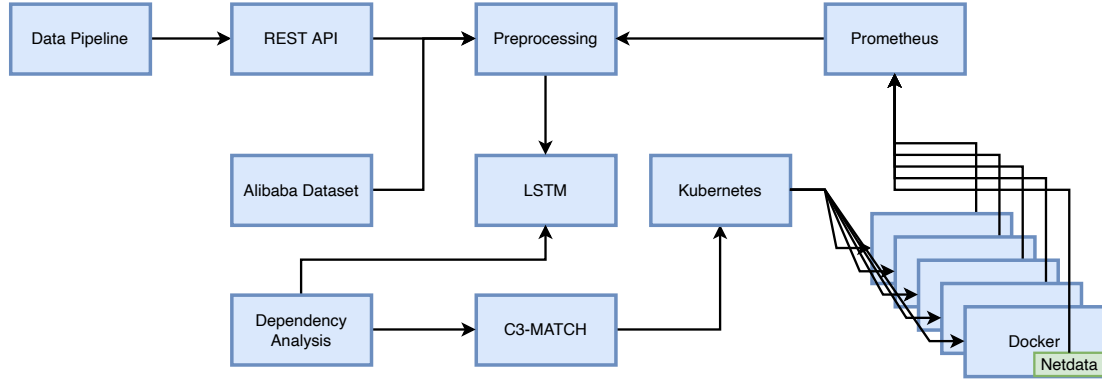 Data Pipeline
REST API
Preprocessing
Prometheus
Alibaba Dataset
LSTM
Kubernetes
Dependency
Analysis
C3-MATCH
Docker
Netdata